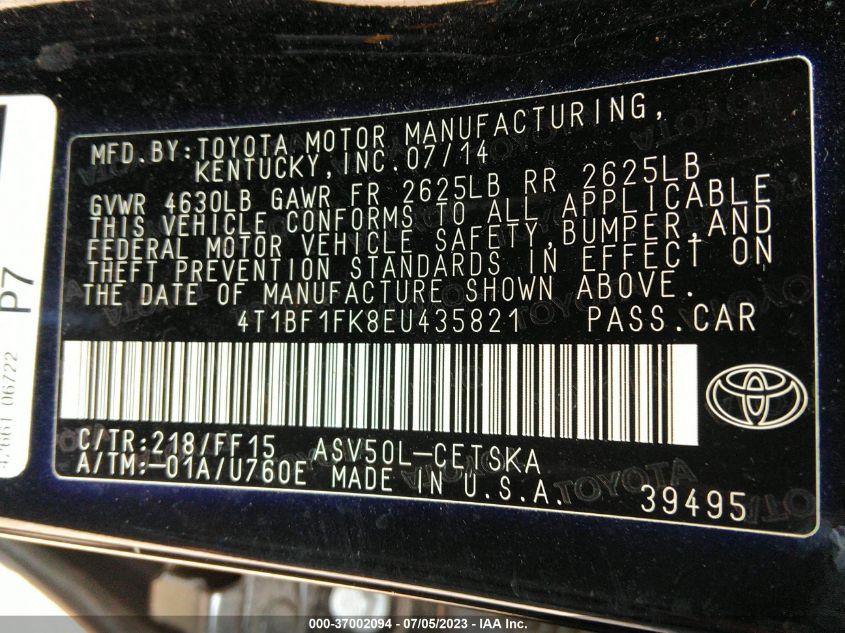 MFD.BY:TOYOTA MOTOR MANUFACTURING,
KENTUCKY,INC.07/14
GVWR 4630LB GAWR FR 2625LB RR 2625LB
THIS VEHICLE CONFORMS TO ALL APPLICABLE
FEDERAL MOTOR VEHICLE SAFETY,BUMPER,AND
THEFT PREVENTION STANDARDS IN EFFECT ON
THE DATE OF MANUFACTURE SHOWN ABOVE.
4T1BF1FK8EU435821 PASS.CAR
C/TR:218/FF15 ASV50L-CETSKA
A/TM:-01A/U760E MADE IN U.S.A.
39495
P7
06722
TOYOTA
000-37002094 - 07/05/2023 - IAA Inc.